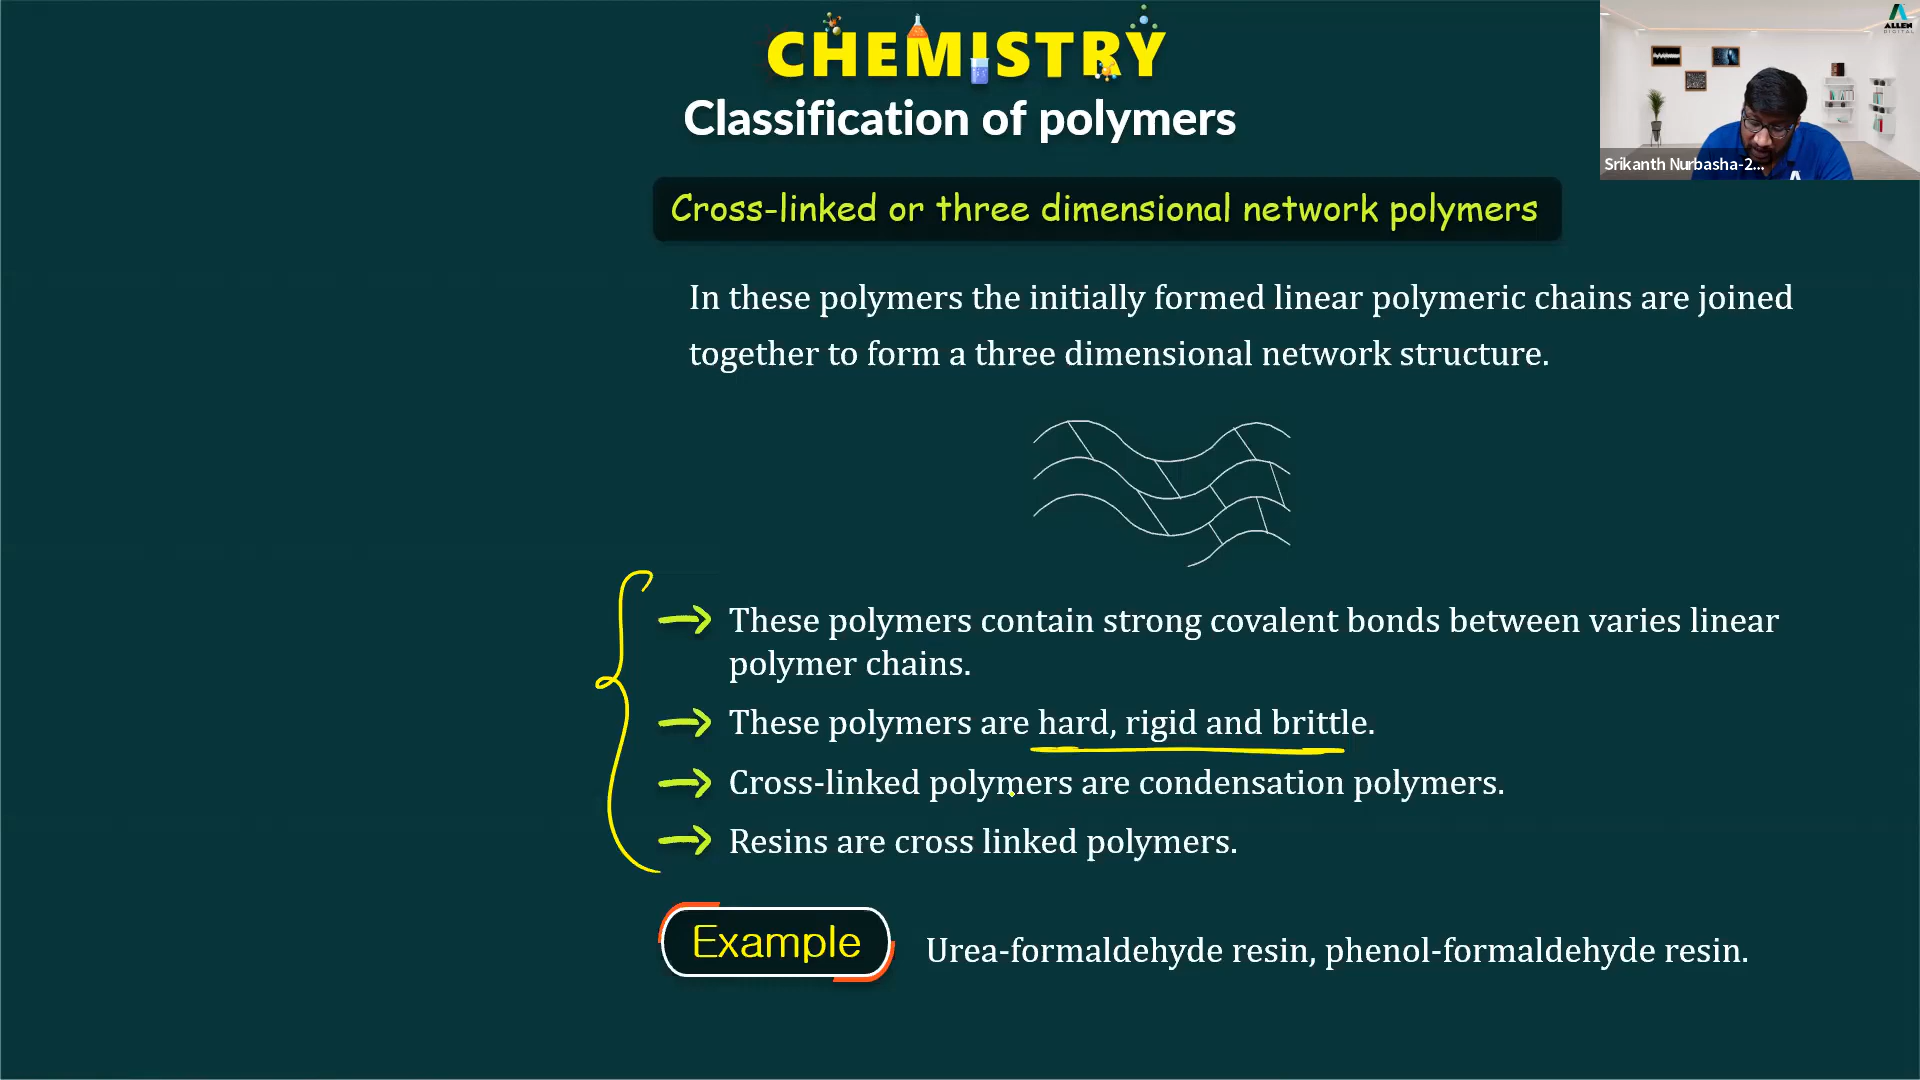 CHEMISTRY
Classification of polymers
ALLEN
DIGITAL
Srikanth Nurbasha-2...
Cross-linked or three dimensional network polymers
In these polymers the initially formed linear polymeric chains are joined
together to form a three dimensional network structure.
These polymers contain strong covalent bonds between varies linear
polymer chains.
These polymers are hard, rigid and brittle.
Cross-linked polymers are condensation polymers.
Resins are cross linked polymers.
Example
Urea-formaldehyde resin, phenol-formaldehyde resin.